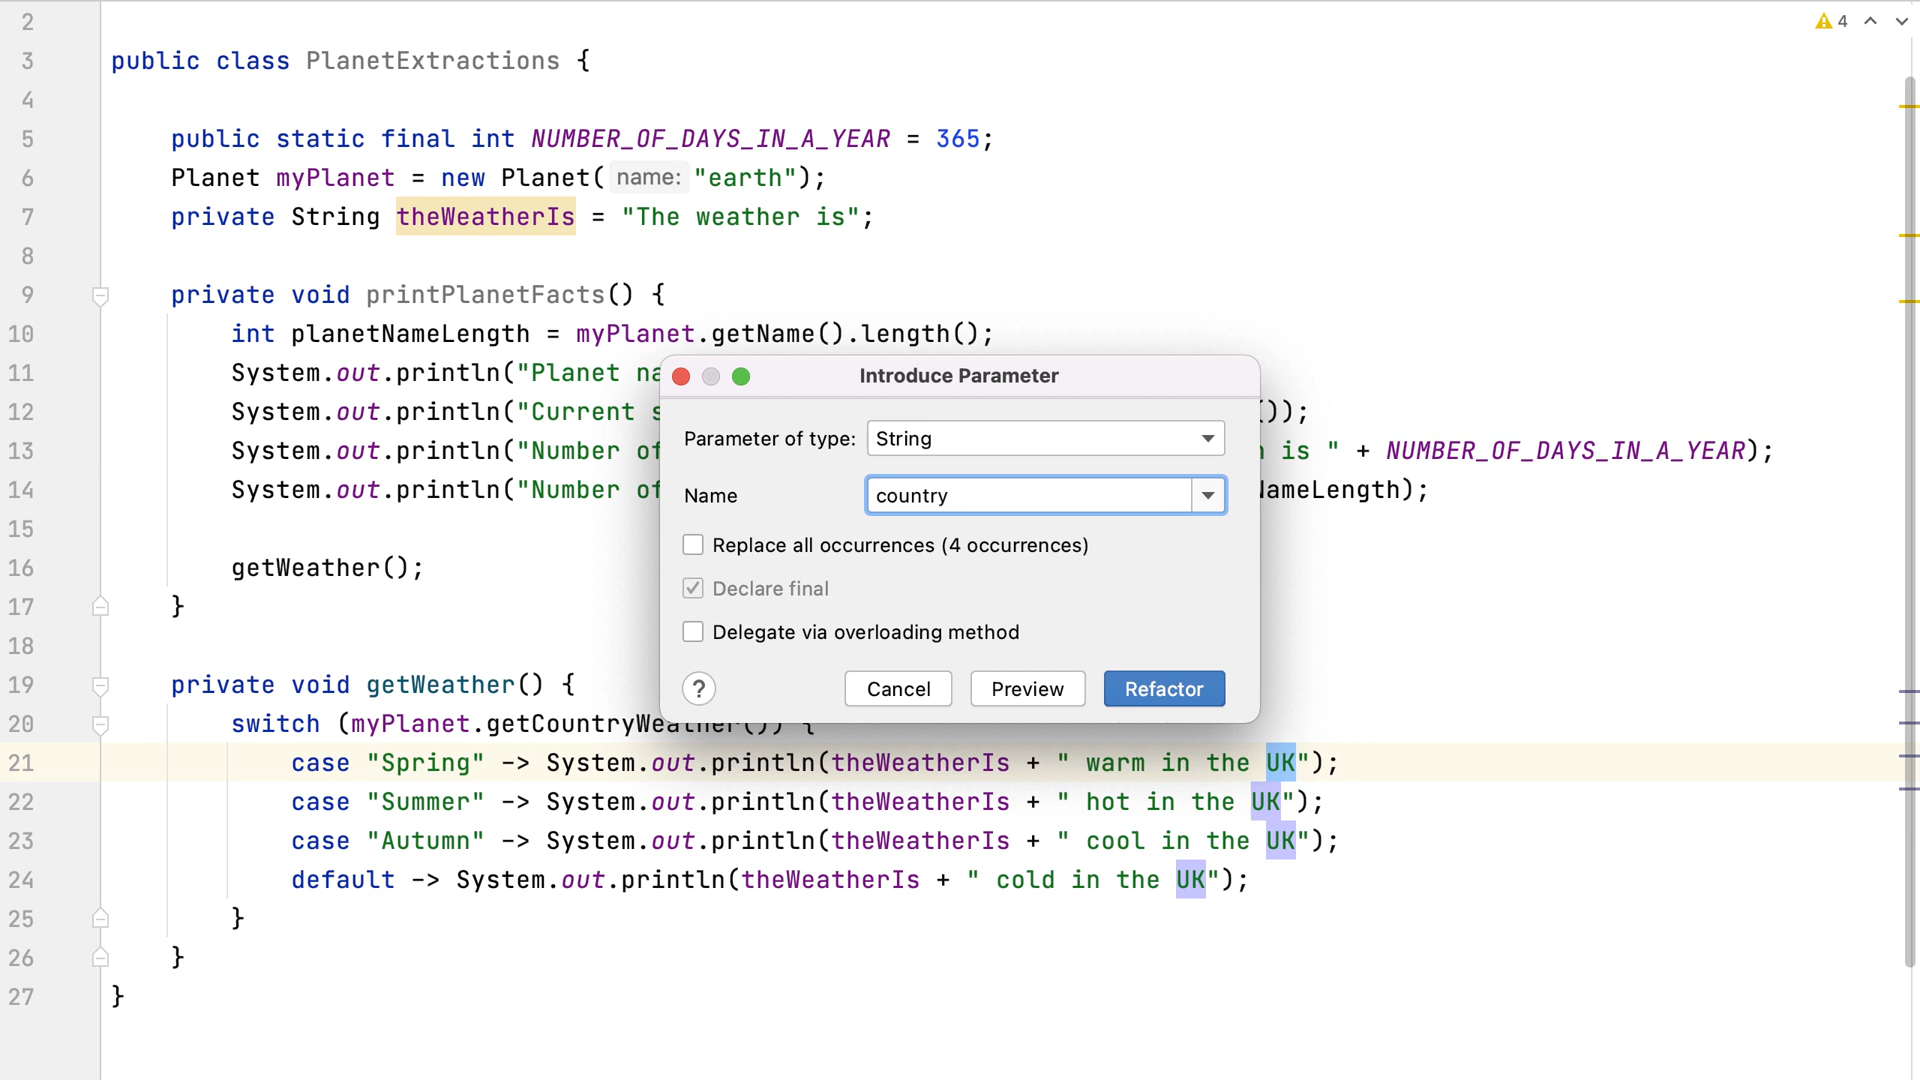 4
2
3 public class PlanetExtractions {
4
5 public static final int NUMBER_OF_DAYS_IN_A_YEAR = 365;
6 Planet myPlanet = new Planet( name: "earth");
7 private String theWeatherIs = "The weather is";
8
9 private void printPlanetFacts() {
10 int planetNameLength = myPlanet.getName().length();
11 System.out.println("Planet na
12 System.out.println("Current s ()));
13 System.out.println("Number of is " + NUMBER_OF_DAYS_IN_A_YEAR);
14 System.out.println("Number of NameLength);
15
16 getWeather();
17 }
18
19 private void getWeather() {
20 switch (myPlanet.getCountryWeather()) {
21 case "Spring" -> System.out.println(theWeatherIs + " warm in the UK");
22 case "Summer" -> System.out.println(theWeatherIs + " hot in the UK");
23 case "Autumn" -> System.out.println(theWeatherIs + " cool in the UK");
24 default -> System.out.println(theWeatherIs + " cold in the UK");
25 }
26 }
27 }
Introduce Parameter
Parameter of type: String
Name country
Replace all occurrences (4 occurrences)
Declare final
Delegate via overloading method
? Cancel Preview Refactor